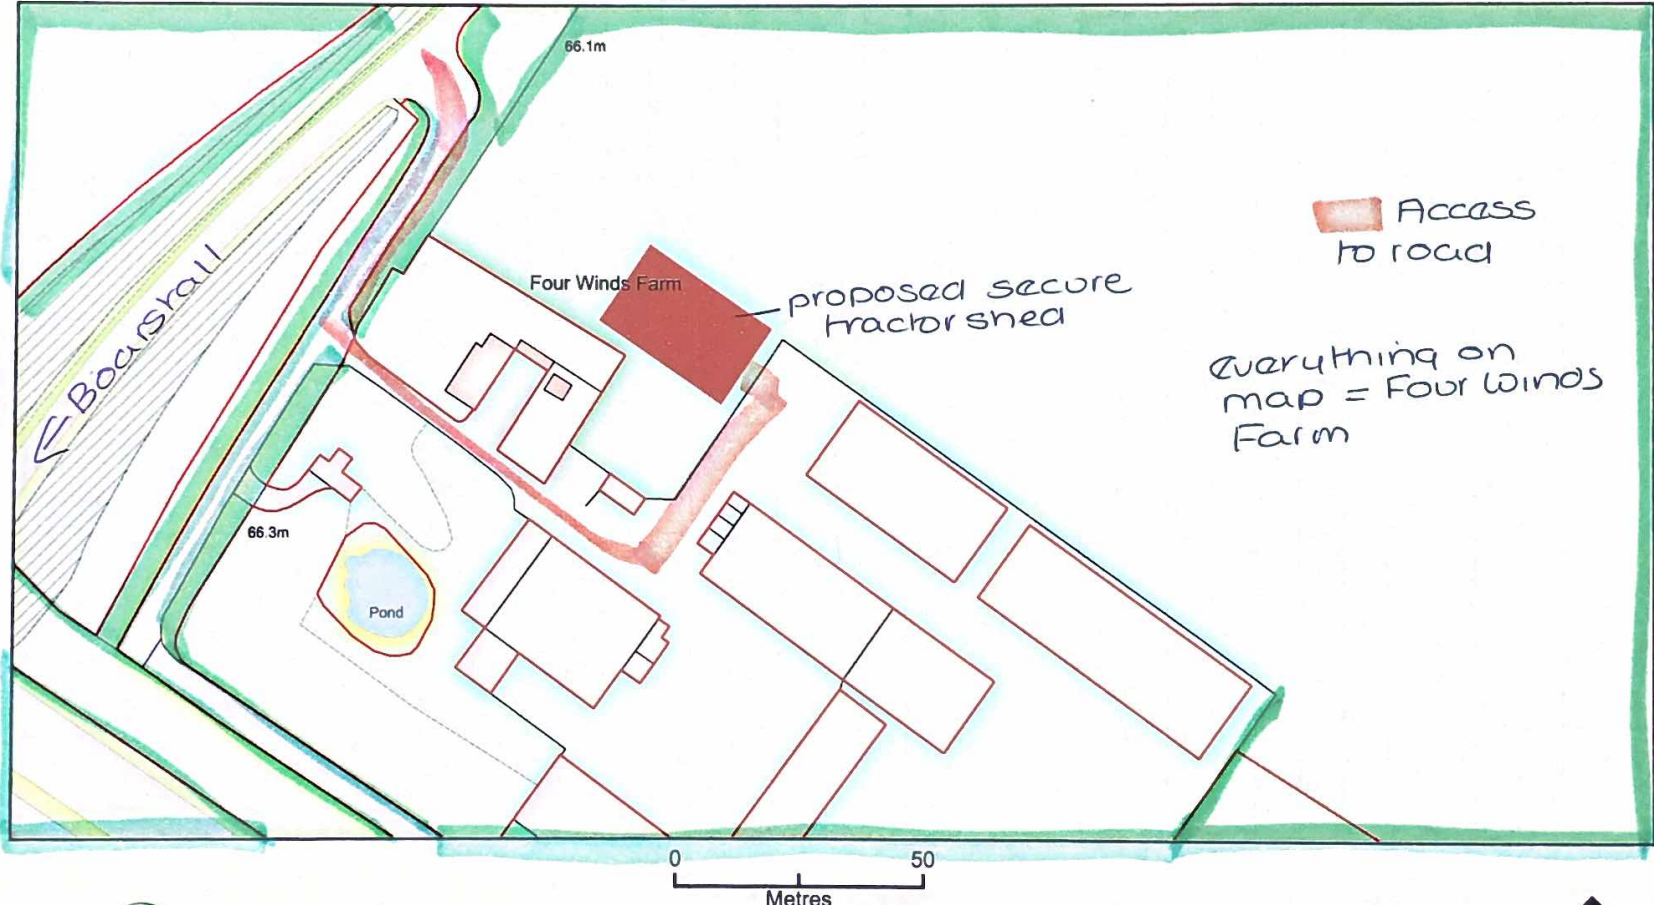 66.1m
Access
to road
Four Winds Farm
proposed secure
tractor shed
everything on
map = Four Winds
Farm
← Boarstall
66.3m
Pond
0 50
Metres